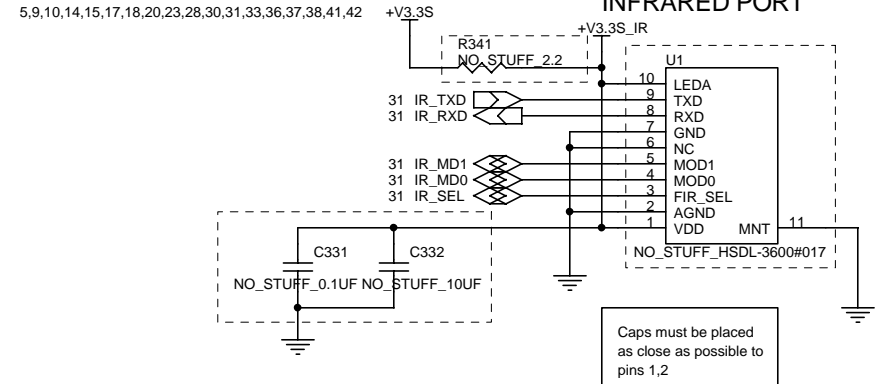 INFRARED PORT
5,9,10,14,15,17,18,20,23,28,30,31,33,36,37,38,41,42
+V3.3S
+V3.3S_IR
R341
NO_STUFF_2.2
U1
10 LEDA
31 IR_TXD 9 TXD
31 IR_RXD 8 RXD
7 GND
6 NC
31 IR_MD1 5 MOD1
31 IR_MD0 4 MOD0
31 IR_SEL 3 FIR_SEL
2 AGND
1 VDD MNT 11
NO_STUFF_HSDL-3600#017
C331 C332
NO_STUFF_0.1UF NO_STUFF_10UF
Caps must be placed
as close as possible to
pins 1,2